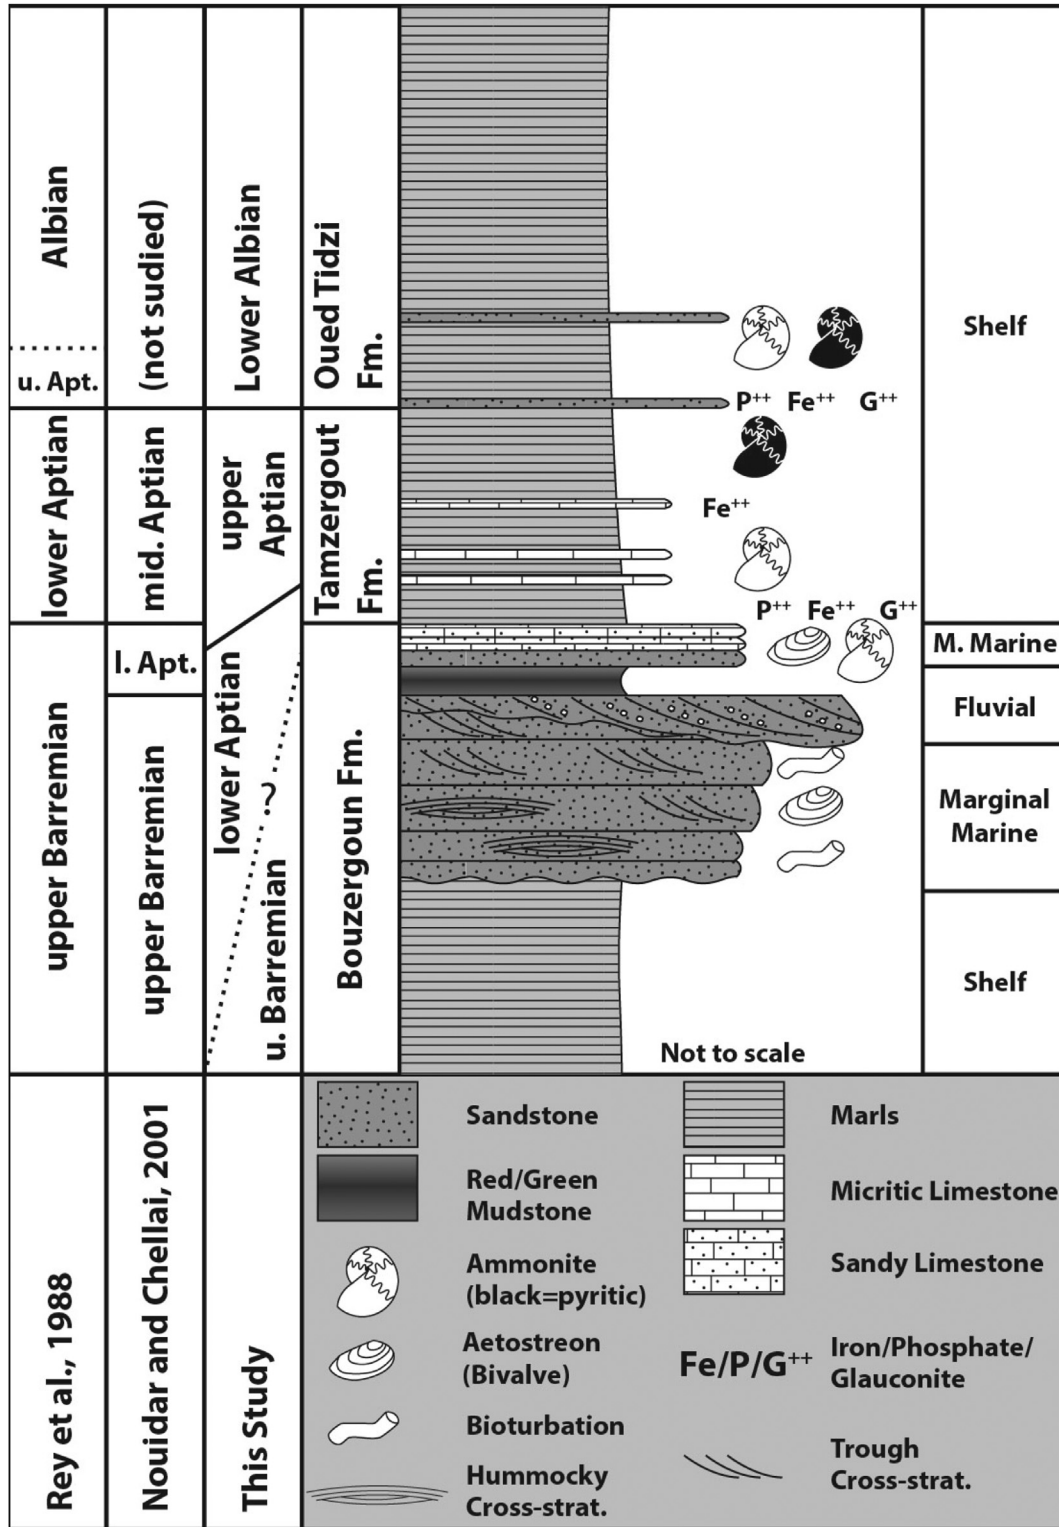 Albian
u. Apt.
lower Aptian
upper Barremian
Rey et al., 1988
(not sudied)
mid. Aptian
l. Apt.
upper Barremian
Nouidar and Chellai, 2001
Lower Albian
upper
Aptian
lower Aptian
?
u. Barremian
This Study
Oued Tidzi
Fm.
Tamzergout
Fm.
Bouzergoun Fm.
P++ Fe++ G++
Fe++
P++ Fe++ G++
Not to scale
Shelf
M. Marine
Fluvial
Marginal
Marine
Shelf
Sandstone
Red/Green
Mudstone
Ammonite
(black=pyritic)
Aetostreon
(Bivalve)
Bioturbation
Hummocky
Cross-strat.
Marls
Micritic Limestone
Sandy Limestone
Fe/P/G++
Iron/Phosphate/
Glauconite
Trough
Cross-strat.